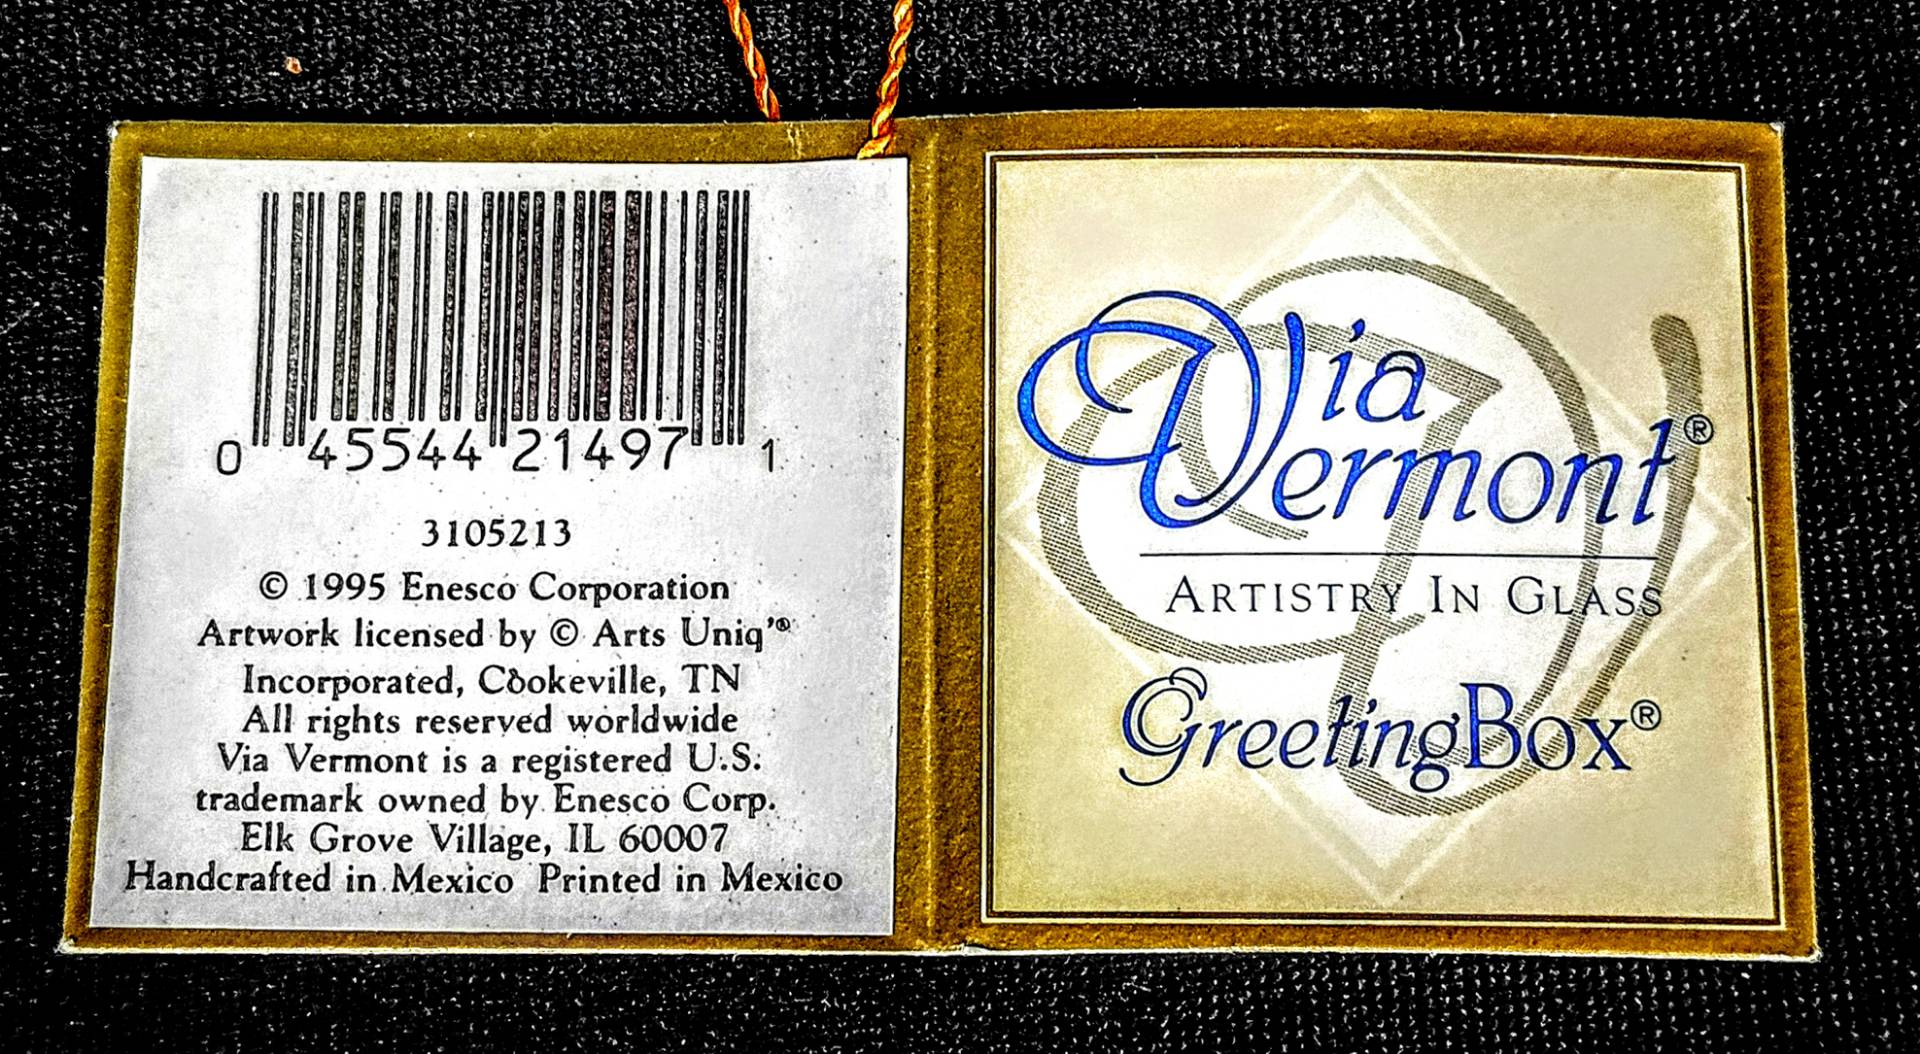 0 45544 21497 1
3105213
© 1995 Enesco Corporation
Artwork licensed by © Arts Uniq'®
Incorporated, Cookeville, TN
All rights reserved worldwide
Via Vermont is a registered U.S.
trademark owned by Enesco Corp.
Elk Grove Village, IL 60007
Handcrafted in Mexico Printed in Mexico
Via
Vermont®
ARTISTRY IN GLASS
GreetingBox®